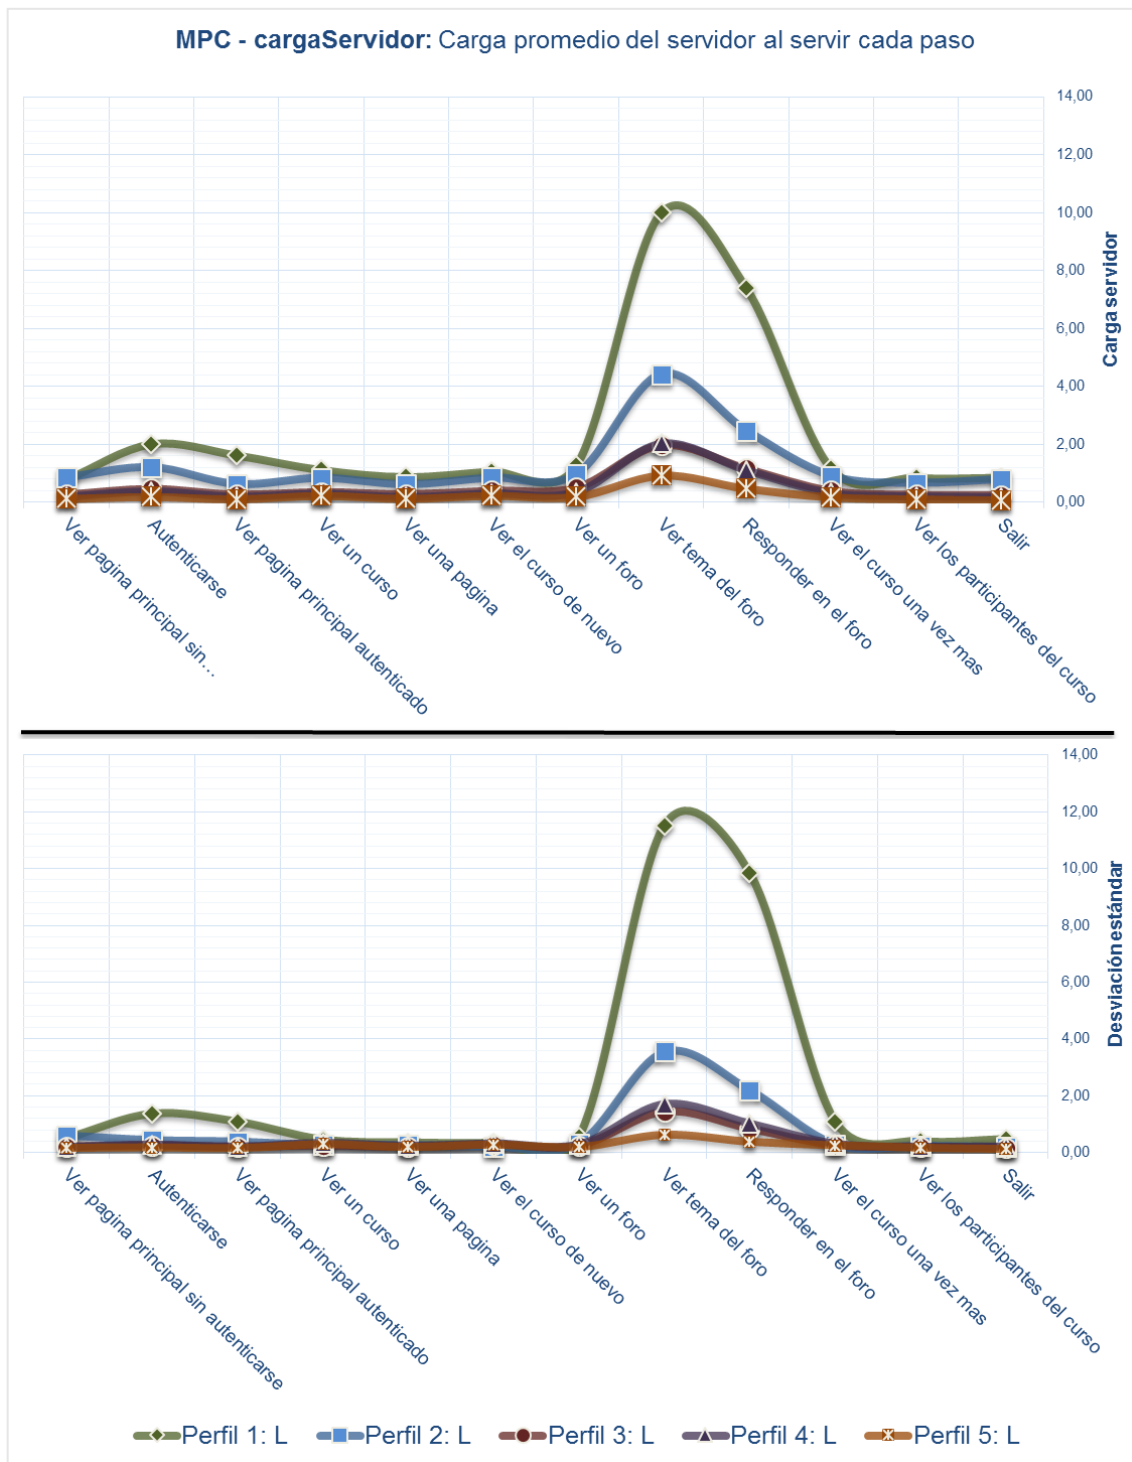 MPC - cargaServidor: Carga promedio del servidor al servir cada paso
14,00
12,00
10,00
8,00
6,00
4,00
2,00
0,00
Carga servidor
Ver pagina principal sin...
Autenticarse
Ver pagina principal autenticado
Ver un curso
Ver una pagina
Ver el curso de nuevo
Ver un foro
Ver tema del foro
Responder en el foro
Ver el curso una vez mas
Ver los participantes del curso
Salir
14,00
12,00
10,00
8,00
6,00
4,00
2,00
0,00
Desviación estándar
Ver pagina principal sin autenticarse
Autenticarse
Ver pagina principal autenticado
Ver un curso
Ver una pagina
Ver el curso de nuevo
Ver un foro
Ver tema del foro
Responder en el foro
Ver el curso una vez mas
Ver los participantes del curso
Salir
Perfil 1: L
Perfil 2: L
Perfil 3: L
Perfil 4: L
Perfil 5: L